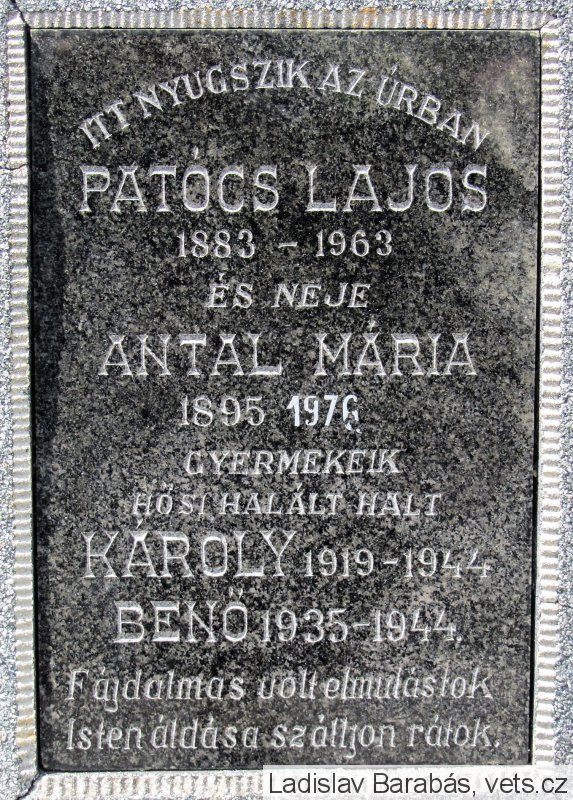 ITT NYUGSZIK AZ ÚRBAN
PATÓCS LAJOS
1883 - 1963
ÉS NEJE
ANTAL MÁRIA
1895 1976
GYERMEKEIK
HŐSI HALÁLT HALT
KÁROLY 1919-1944
BENŐ 1935-1944.
Fájdalmas volt elmulástok
Isten áldása szálljon rátok.
Ladislav Barabás, vets.cz